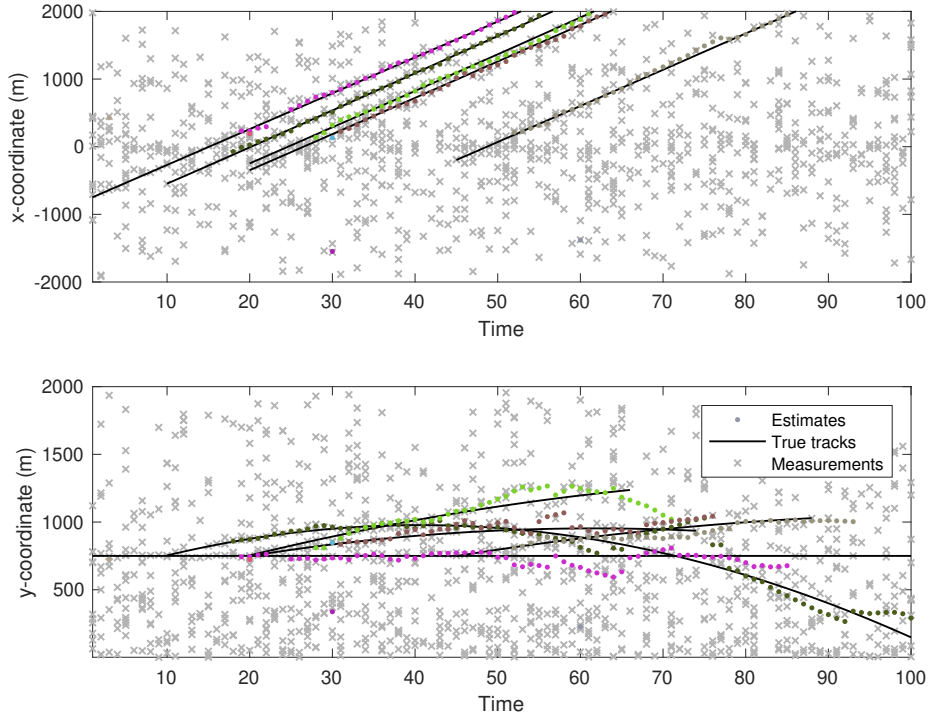 2000
1000
0
-1000
2000
x-coordinate (m)
10 20 30 40 50 60 70 80 90 100
Time
2000
1500
1000
500
y-coordinate (m)
Estimates
True tracks
Measurements
10 20 30 40 50 60 70 80 90 100
Time